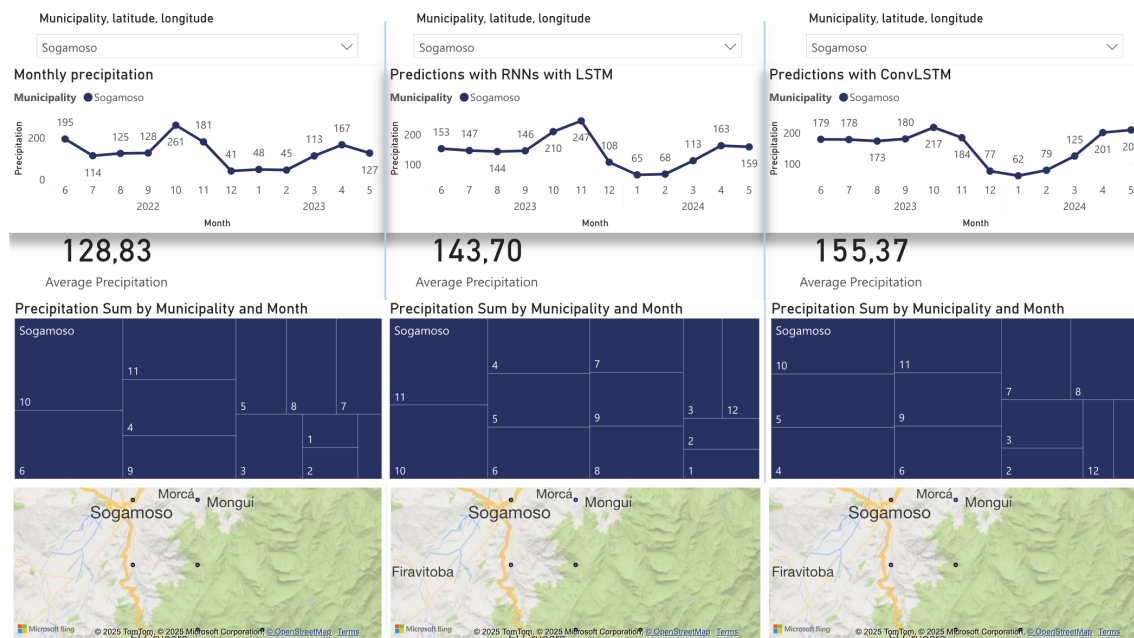 Municipality, latitude, longitude
Sogamoso
Monthly precipitation
Municipality Sogamoso
Precipitation
200
0
195
114
125
128
261
181
41
48
45
113
167
127
6 7 8 9 10 11 12 1 2 3 4 5
2022 2023
Month
128,83
Average Precipitation
Precipitation Sum by Municipality and Month
Sogamoso
10
6
11
4
9
5
8
7
3
1
2
Morcá
Monguí
Sogamoso
Microsoft Bing
© 2025 TomTom, © 2025 Microsoft Corporation, © OpenStreetMap Terms
Municipality, latitude, longitude
Sogamoso
Predictions with RNNs with LSTM
Municipality Sogamoso
Precipitation
200
100
153
147
144
146
210
247
108
65
68
113
163
159
6 7 8 9 10 11 12 1 2 3 4 5
2023 2024
Month
143,70
Average Precipitation
Precipitation Sum by Municipality and Month
Sogamoso
11
10
4
5
6
7
9
8
3
12
2
1
Morcá
Monguí
Sogamoso
Firavitoba
Microsoft Bing
© 2025 TomTom, © 2025 Microsoft Corporation, © OpenStreetMap Terms
Municipality, latitude, longitude
Sogamoso
Predictions with ConvLSTM
Municipality Sogamoso
Precipitation
200
100
179
178
173
180
217
184
77
62
79
125
201
20
6 7 8 9 10 11 12 1 2 3 4 5
2023 2024
Month
155,37
Average Precipitation
Precipitation Sum by Municipality and Month
Sogamoso
10
5
4
11
9
6
7
8
3
2
12
Morcá
Monguí
Sogamoso
Firavitoba
Microsoft Bing
© 2025 TomTom, © 2025 Microsoft Corporation, © OpenStreetMap Terms